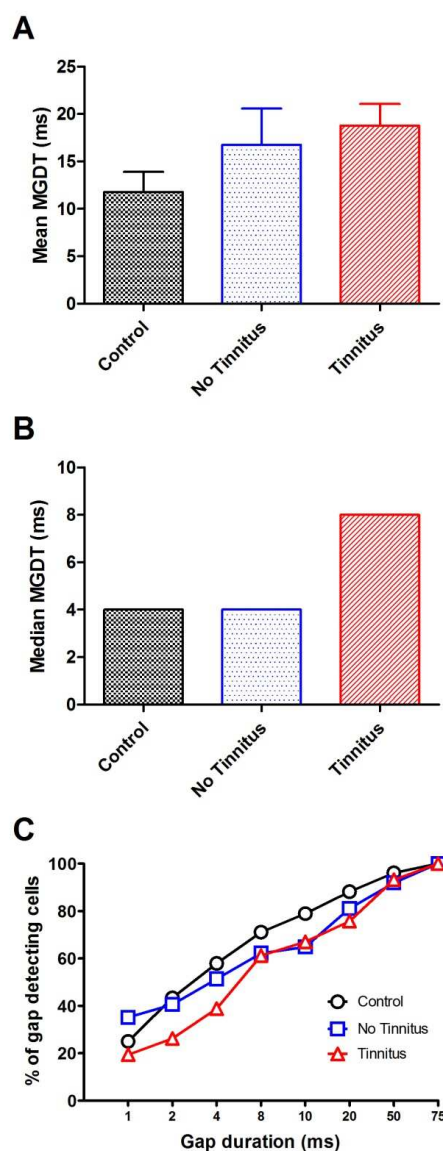 A
Mean MGDT (ms)
25
20
15
10
5
0
Control
No Tinnitus
Tinnitus
B
Median MGDT (ms)
10
8
6
4
2
0
Control
No Tinnitus
Tinnitus
C
% of gap detecting cells
100
80
60
40
20
0
Control
No Tinnitus
Tinnitus
1 2 4 8 10 20 50 75
Gap duration (ms)